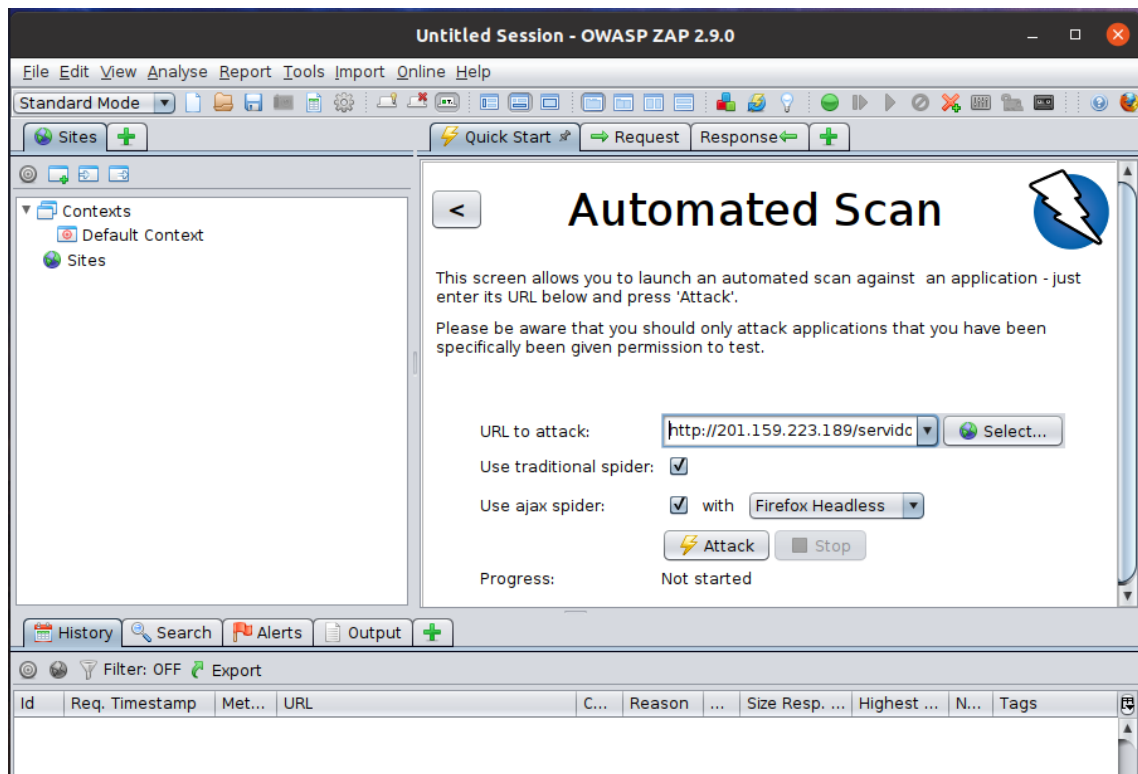 Untitled Session - OWASP ZAP 2.9.0
File Edit View Analyse Report Tools Import Online Help
Standard Mode
Sites
Quick Start
Request
Response
<
Automated Scan
Contexts
Default Context
Sites
This screen allows you to launch an automated scan against an application - just
enter its URL below and press 'Attack'.
Please be aware that you should only attack applications that you have been
specifically been given permission to test.
URL to attack: http://201.159.223.189/servidc Select...
Use traditional spider:
Use ajax spider: with Firefox Headless
Attack Stop
Progress: Not started
History Search Alerts Output
Filter: OFF Export
Id Req. Timestamp Met... URL C... Reason ... Size Resp. ... Highest ... N... Tags